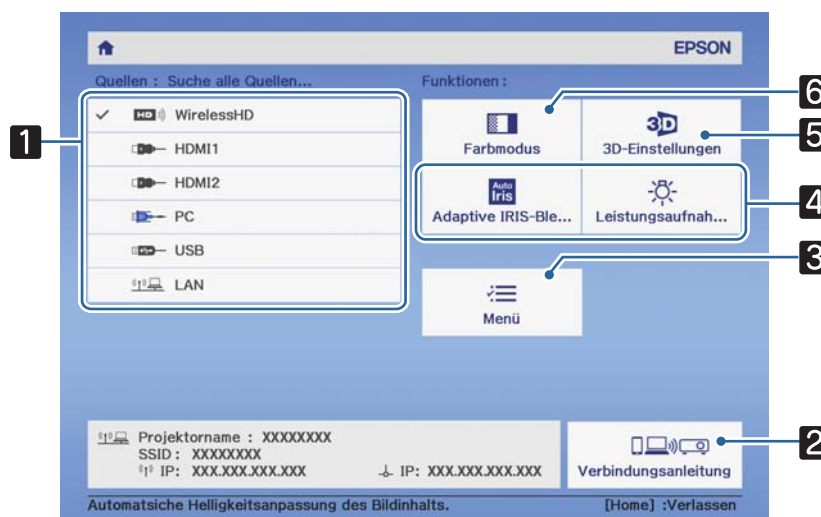 EPSON
Quellen : Suche alle Quellen...
Funktionen :
1
WirelessHD
HDMI1
HDMI2
PC
USB
LAN
Farbmodus
6
3D
3D-Einstellungen
5
Auto
Iris
Adaptive IRIS-Ble...
Leistungsaufnah...
4
3
Menü
Projektorname : XXXXXXXX
SSID : XXXXXXXX
IP: XXX.XXX.XXX.XXX
IP: XXX.XXX.XXX.XXX
Verbindungsanleitung
2
Automatsiche Helligkeitsanpassung des Bildinhalts.
[Home] :Verlassen